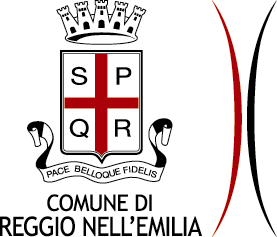 S P
Q R
PACE BELLOQUE FIDELIS
COMUNE DI
REGGIO NELL'EMILIA